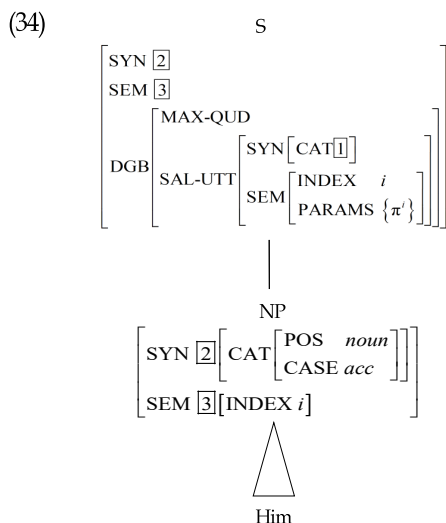 (34)
S
SYN [2]
SEM [3]
MAX-QUD
DGB
SYN[CAT[1]]
SAL-UTT
INDEX i
SEM
PARAMS {πⁱ}
NP
POS noun
SYN [2] CAT
CASE acc
SEM [3][INDEX i]
Him